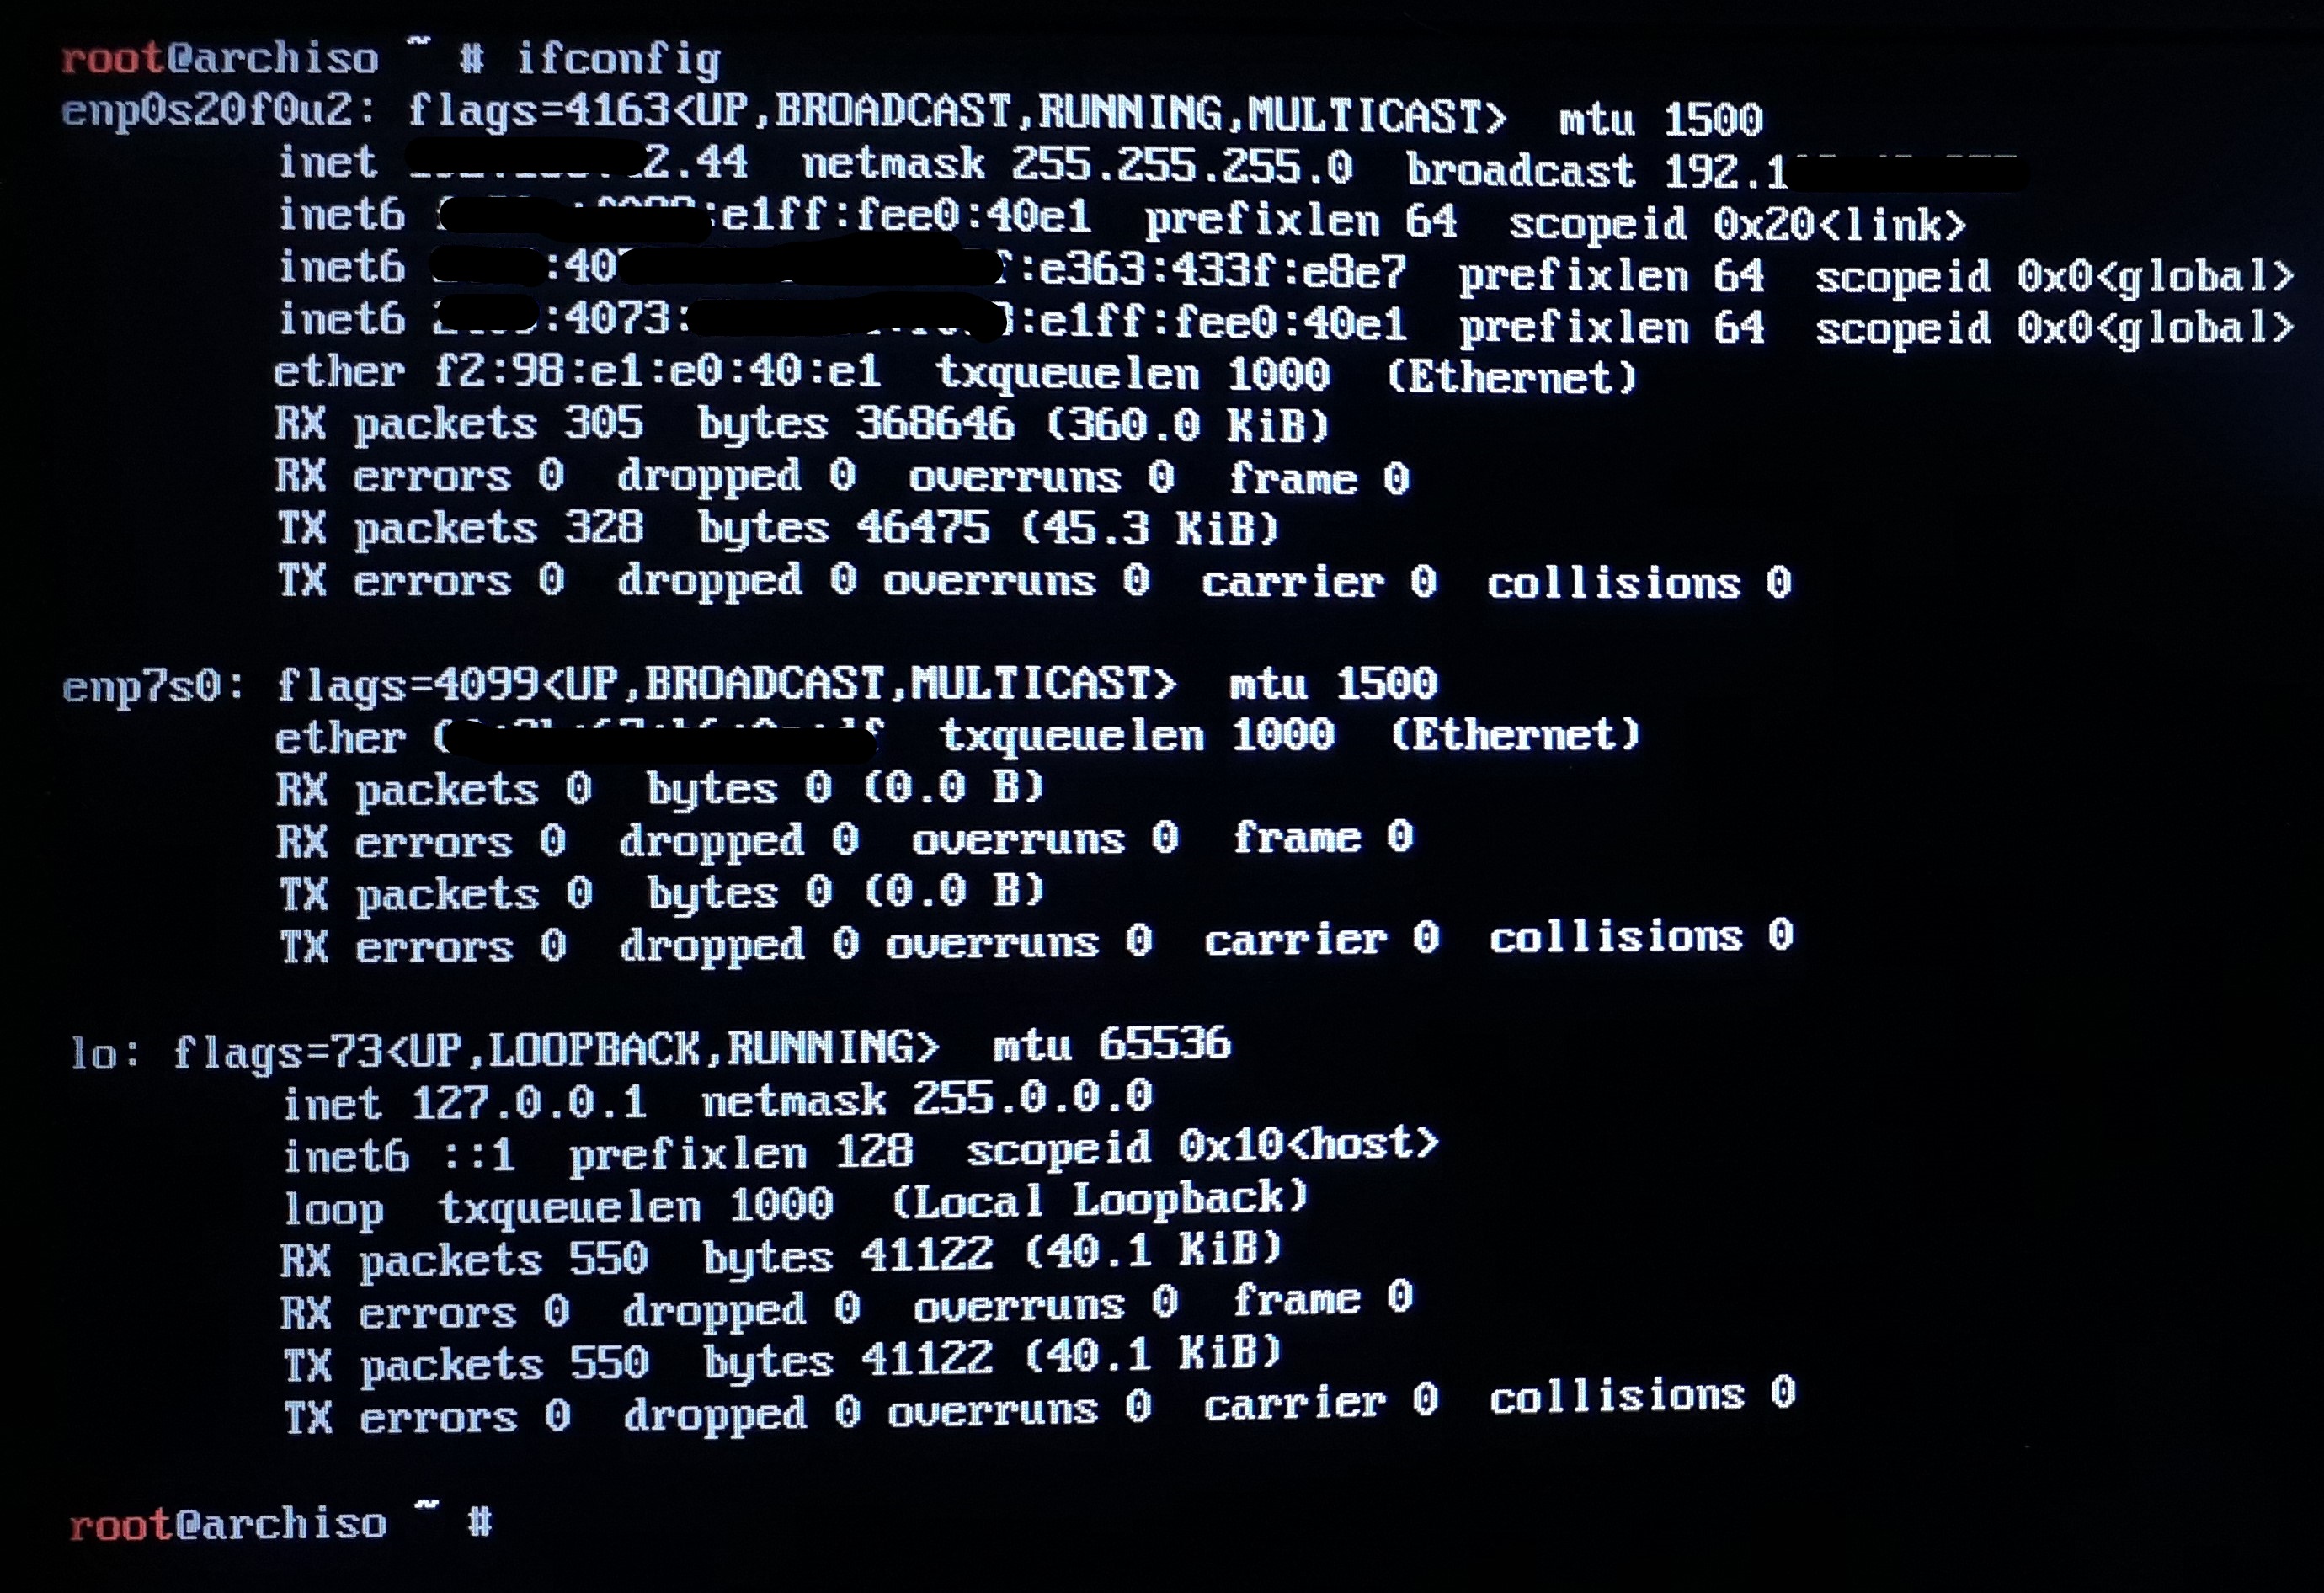 root@archiso ~ # ifconfig
enp0s20f0u2: flags=4163<UP,BROADCAST,RUNNING,MULTICAST>  mtu 1500
inet 2.44  netmask 255.255.255.0  broadcast 192.1
inet6 :e1ff:fee0:40e1  prefixlen 64  scopeid 0x20<link>
inet6 :40 :e363:433f:e8e7  prefixlen 64  scopeid 0x0<global>
inet6 :4073: :e1ff:fee0:40e1  prefixlen 64  scopeid 0x0<global>
ether f2:98:e1:e0:40:e1  txqueuelen 1000  (Ethernet)
RX packets 305  bytes 368646 (360.0 KiB)
RX errors 0  dropped 0  overruns 0  frame 0
TX packets 328  bytes 46475 (45.3 KiB)
TX errors 0  dropped 0 overruns 0  carrier 0  collisions 0
enp7s0: flags=4099<UP,BROADCAST,MULTICAST>  mtu 1500
ether txqueuelen 1000  (Ethernet)
RX packets 0  bytes 0 (0.0 B)
RX errors 0  dropped 0  overruns 0  frame 0
TX packets 0  bytes 0 (0.0 B)
TX errors 0  dropped 0 overruns 0  carrier 0  collisions 0
lo: flags=73<UP,LOOPBACK,RUNNING>  mtu 65536
inet 127.0.0.1  netmask 255.0.0.0
inet6 ::1  prefixlen 128  scopeid 0x10<host>
loop  txqueuelen 1000  (Local Loopback)
RX packets 550  bytes 41122 (40.1 KiB)
RX errors 0  dropped 0  overruns 0  frame 0
TX packets 550  bytes 41122 (40.1 KiB)
TX errors 0  dropped 0 overruns 0  carrier 0  collisions 0
root@archiso ~ #